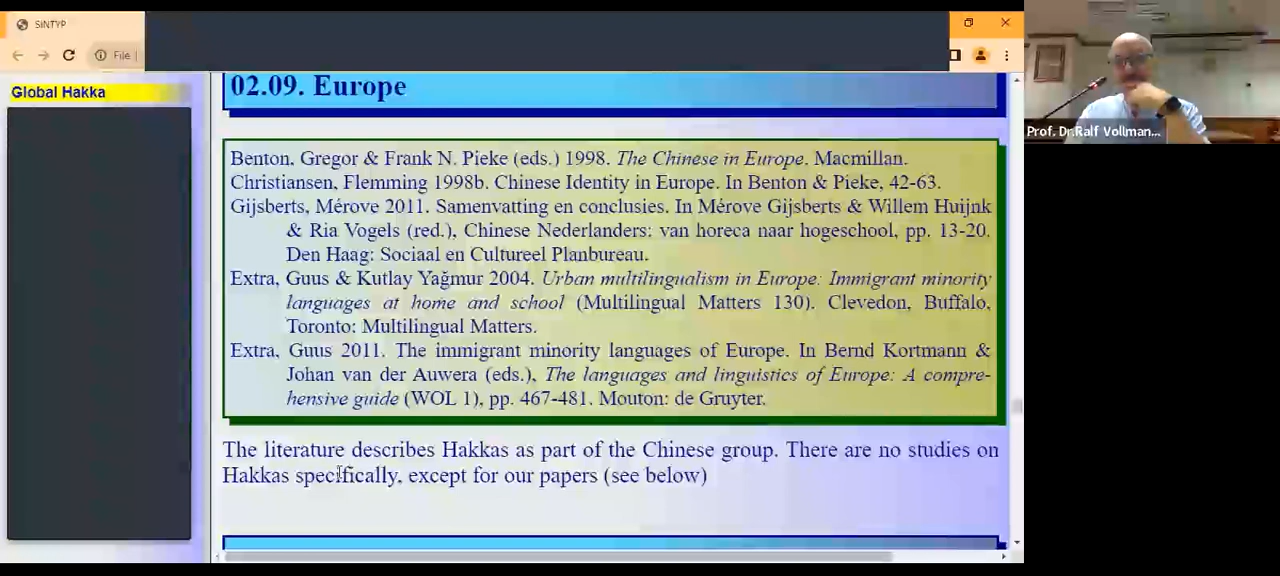 SiNTYP
File
Global Hakka
02.09. Europe
Benton, Gregor & Frank N. Pieke (eds.) 1998. The Chinese in Europe. Macmillan.
Christiansen, Flemming 1998b. Chinese Identity in Europe. In Benton & Pieke, 42-63.
Gijsberts, Mérove 2011. Samenvatting en conclusies. In Mérove Gijsberts & Willem Huijnk
& Ria Vogels (red.), Chinese Nederlanders: van horeca naar hogeschool, pp. 13-20.
Den Haag: Sociaal en Cultureel Planbureau.
Extra, Guus & Kutlay Yağmur 2004. Urban multilingualism in Europe: Immigrant minority
languages at home and school (Multilingual Matters 130). Clevedon, Buffalo,
Toronto: Multilingual Matters.
Extra, Guus 2011. The immigrant minority languages of Europe. In Bernd Kortmann &
Johan van der Auwera (eds.), The languages and linguistics of Europe: A compre-
hensive guide (WOL 1), pp. 467-481. Mouton: de Gruyter.
The literature describes Hakkas as part of the Chinese group. There are no studies on
Hakkas specifically, except for our papers (see below)
Prof. Dr.Ralf Vollman...